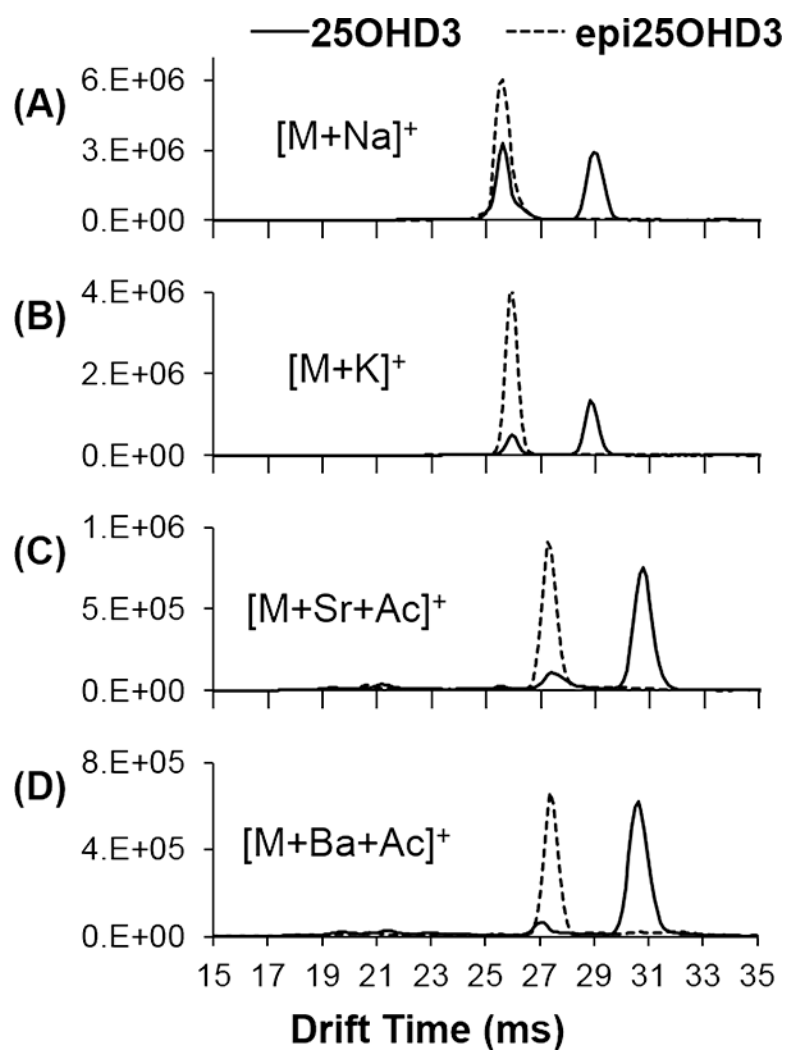 25OHD3 epi25OHD3
(A)
6.E+06
3.E+06
0.E+00
[M+Na]⁺
(B)
4.E+06
2.E+06
0.E+00
[M+K]⁺
(C)
1.E+06
5.E+05
0.E+00
[M+Sr+Ac]⁺
(D)
8.E+05
4.E+05
0.E+00
[M+Ba+Ac]⁺
15 17 19 21 23 25 27 29 31 33 35
Drift Time (ms)